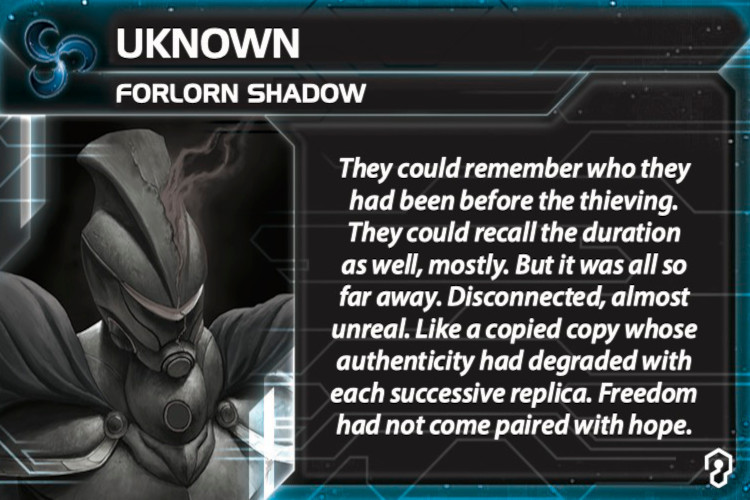 UKNOWN
FORLORN SHADOW
They could remember who they
had been before the thieving.
They could recall the duration
as well, mostly. But it was all so
far away. Disconnected, almost
unreal. Like a copied copy whose
authenticity had degraded with
each successive replica. Freedom
had not come paired with hope.